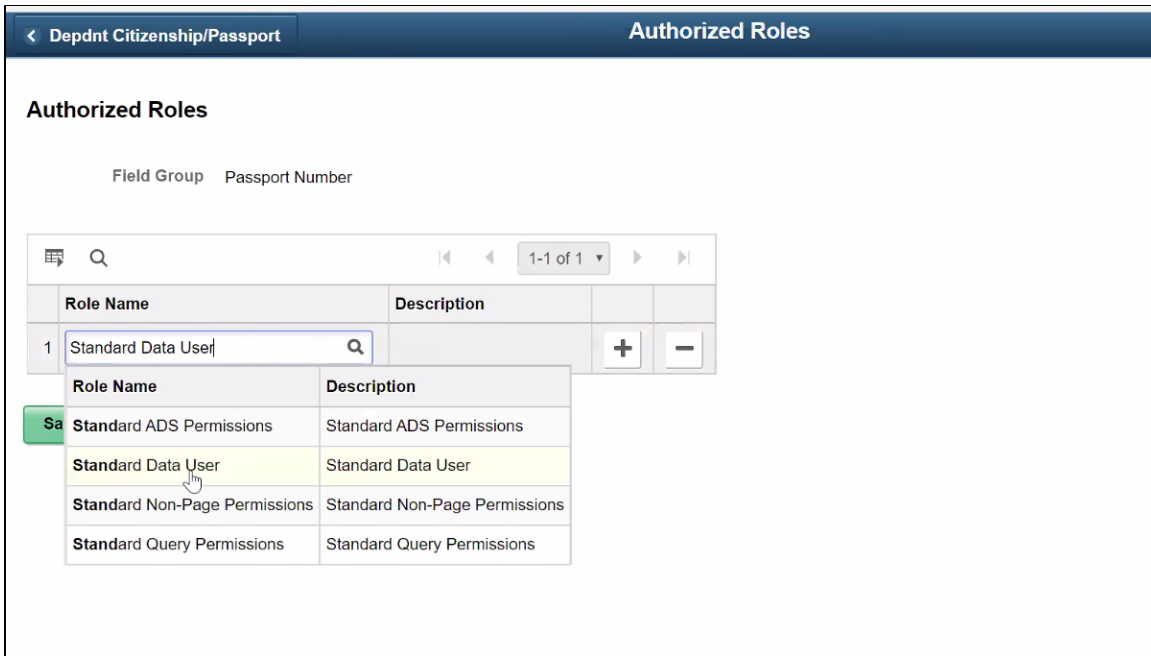 Depdnt Citizenship/Passport Authorized Roles
Authorized Roles
Field Group Passport Number
1-1 of 1
Role Name Description
1 Standard Data User
Role Name Description
Standard ADS Permissions Standard ADS Permissions
Standard Data User Standard Data User
Standard Non-Page Permissions Standard Non-Page Permissions
Standard Query Permissions Standard Query Permissions